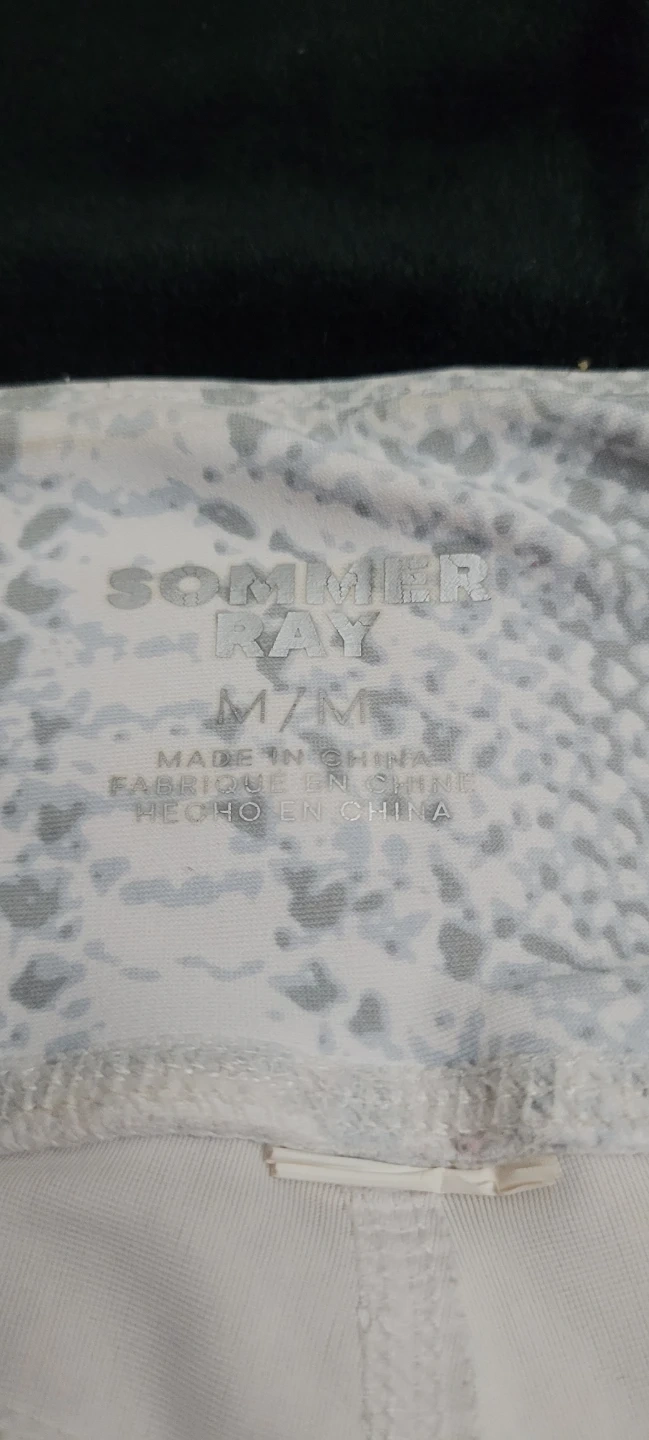 SOMMER
RAY
M/M
MADE IN CHINA
FABRIQUE EN CHINE
HECHO EN CHINA